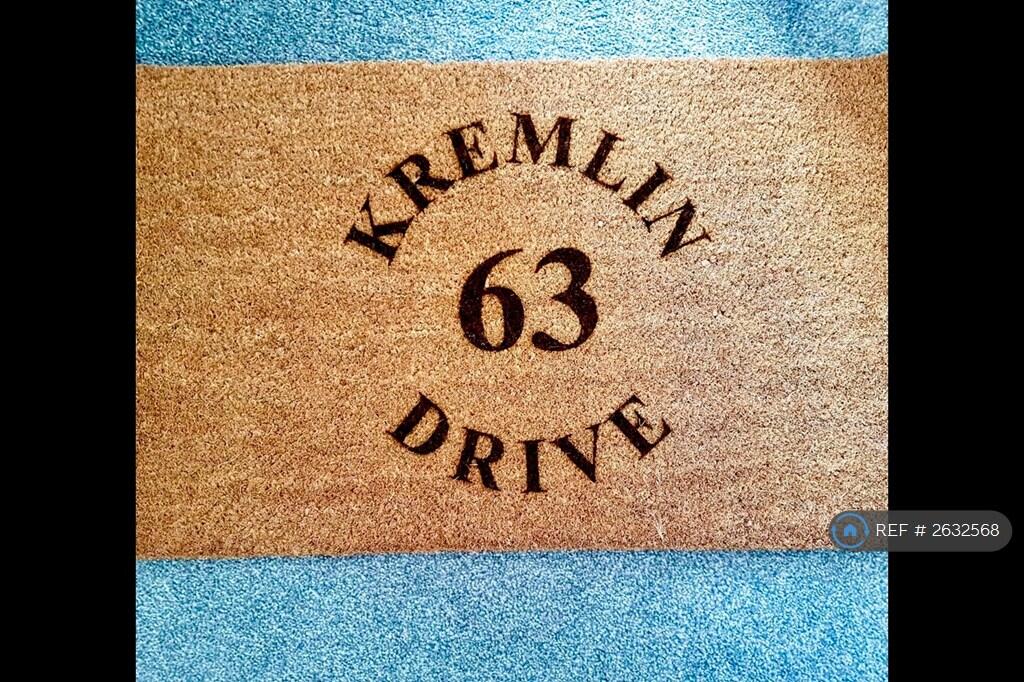 KREMLIN
63
DRIVE
REF # 2632568